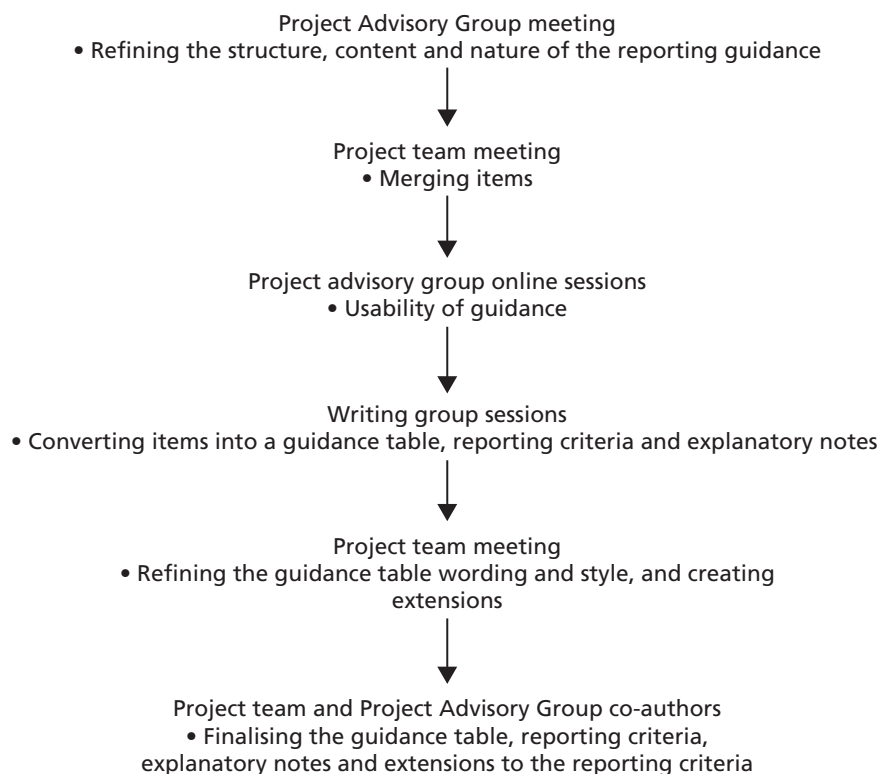 Project Advisory Group meeting
• Refining the structure, content and nature of the reporting guidance
Project team meeting
• Merging items
Project advisory group online sessions
• Usability of guidance
Writing group sessions
• Converting items into a guidance table, reporting criteria and explanatory notes
Project team meeting
• Refining the guidance table wording and style, and creating
extensions
Project team and Project Advisory Group co-authors
• Finalising the guidance table, reporting criteria,
explanatory notes and extensions to the reporting criteria